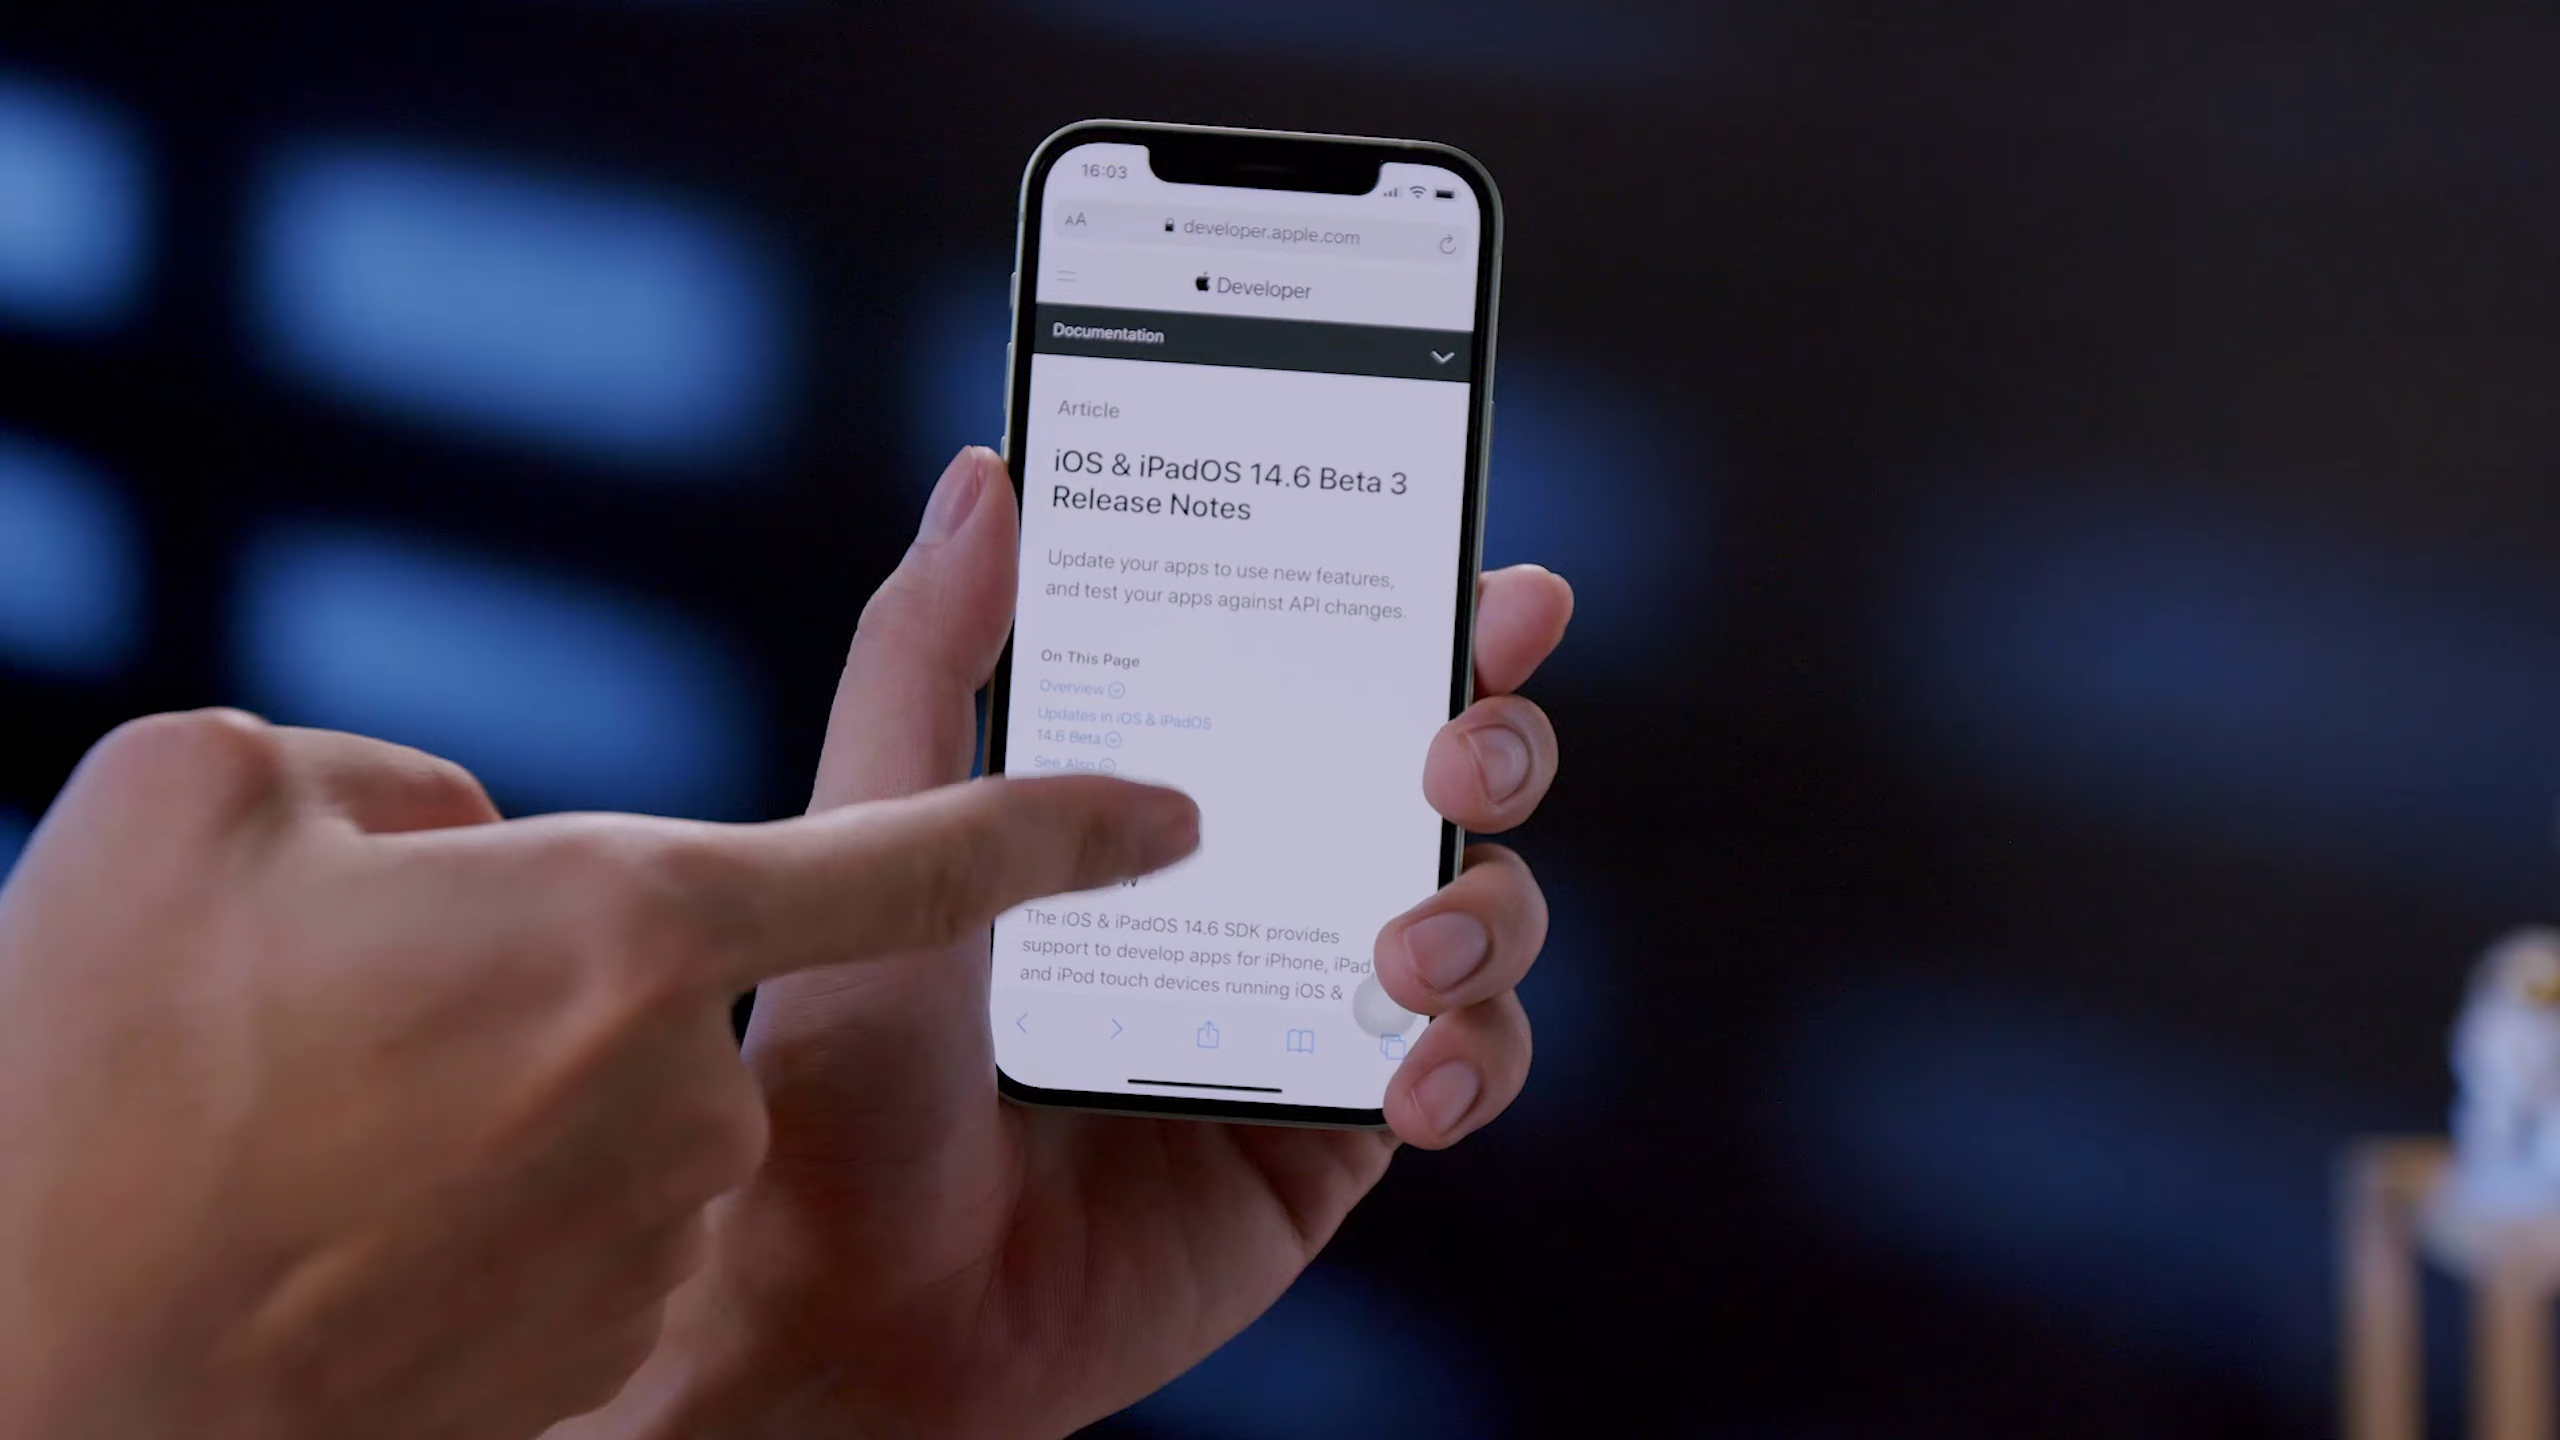 16:03
AA developer.apple.com
Developer
Documentation
Article
iOS & iPadOS 14.6 Beta 3
Release Notes
Update your apps to use new features,
and test your apps against API changes.
On This Page
Overview
Updates in iOS & iPadOS
14.6 Beta
See Also
The iOS & iPadOS 14.6 SDK provides
support to develop apps for iPhone, iPad,
and iPod touch devices running iOS &